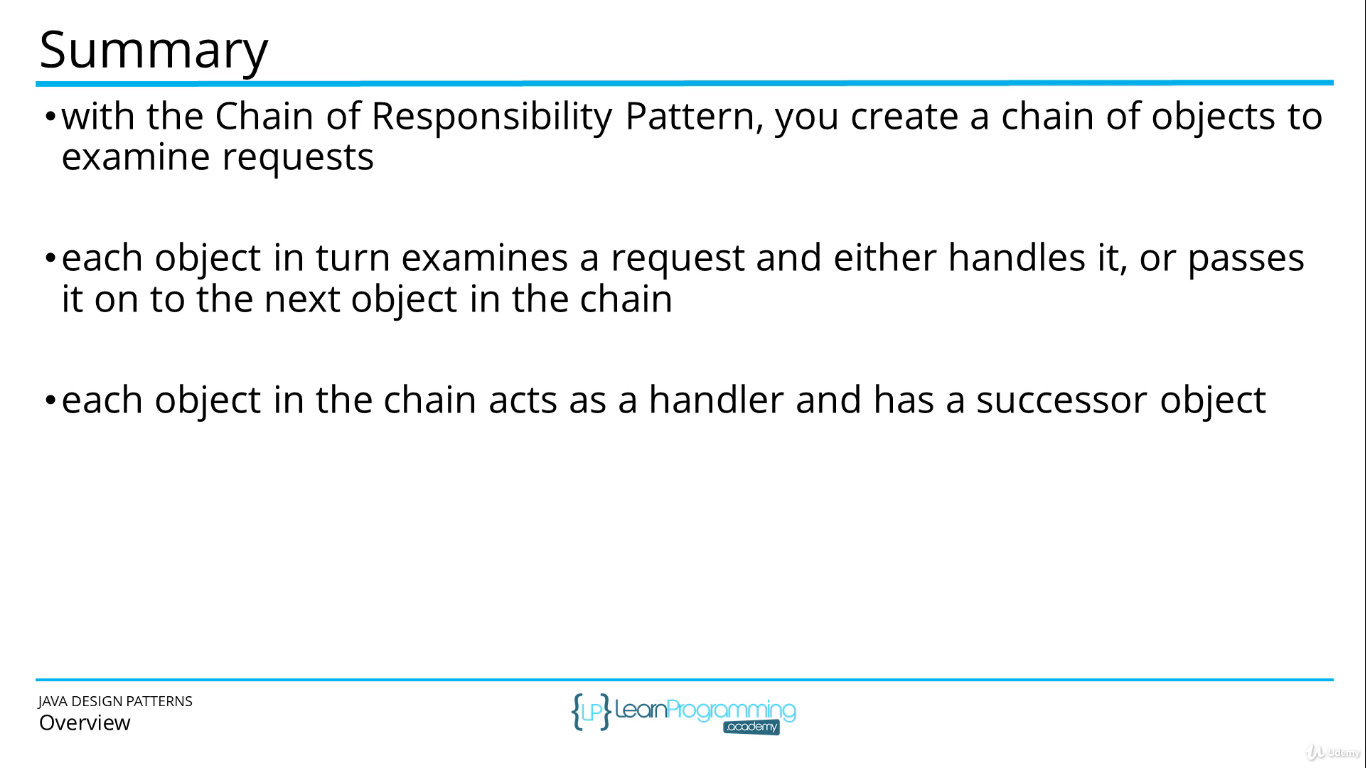 Summary
•with the Chain of Responsibility Pattern, you create a chain of objects to
examine requests
•each object in turn examines a request and either handles it, or passes
it on to the next object in the chain
•each object in the chain acts as a handler and has a successor object
JAVA DESIGN PATTERNS
Overview
{LP} LearnProgramming
.academy
Udemy